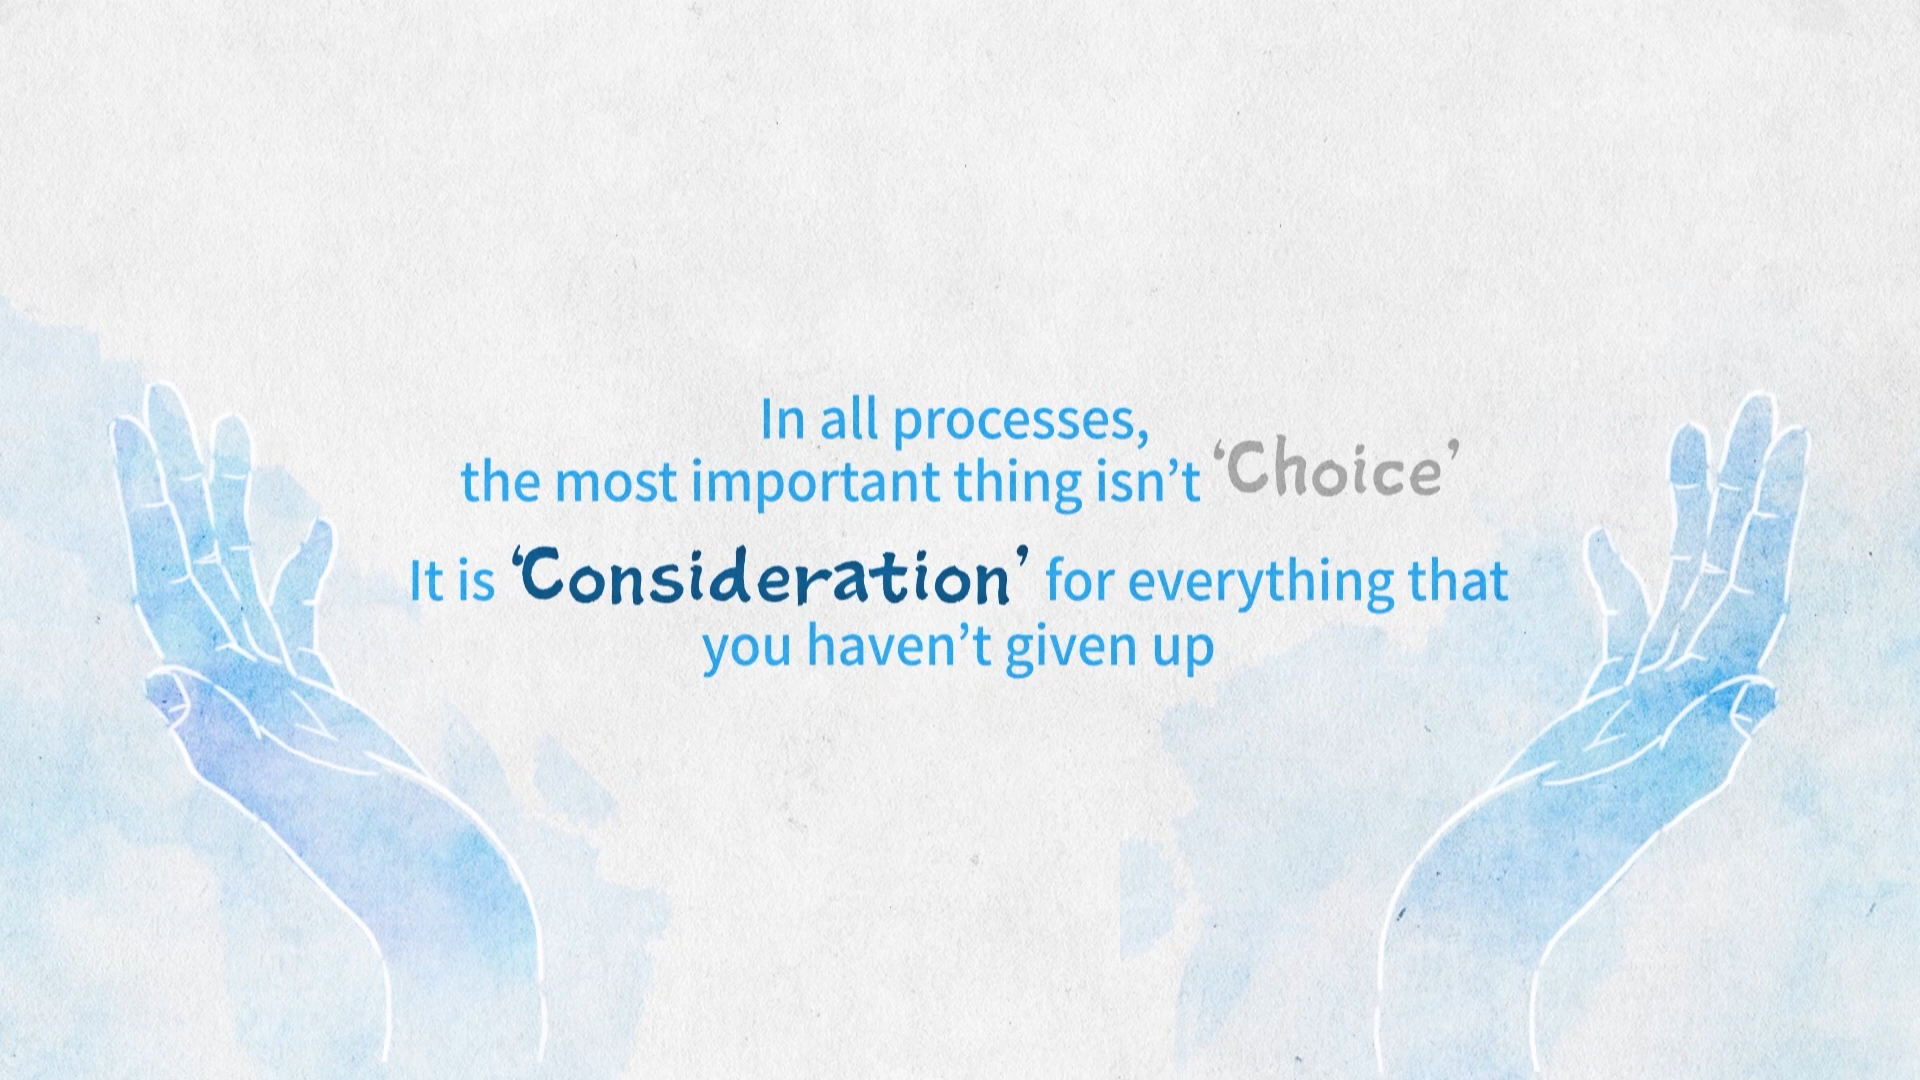 In all processes,
the most important thing isn’t ‘Choice’
It is ‘Consideration’ for everything that
you haven’t given up